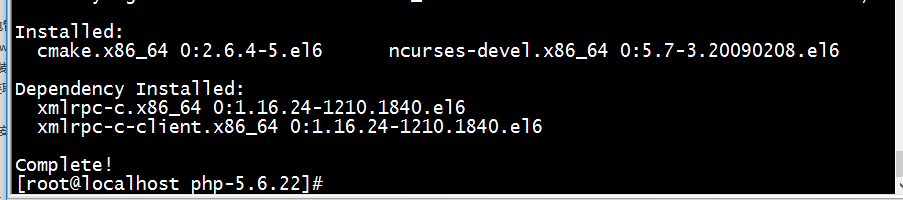 Installed:
cmake.x86_64 0:2.6.4-5.el6 ncurses-devel.x86_64 0:5.7-3.20090208.el6
Dependency Installed:
xmlrpc-c.x86_64 0:1.16.24-1210.1840.el6
xmlrpc-c-client.x86_64 0:1.16.24-1210.1840.el6
Complete!
[root@localhost php-5.6.22]#